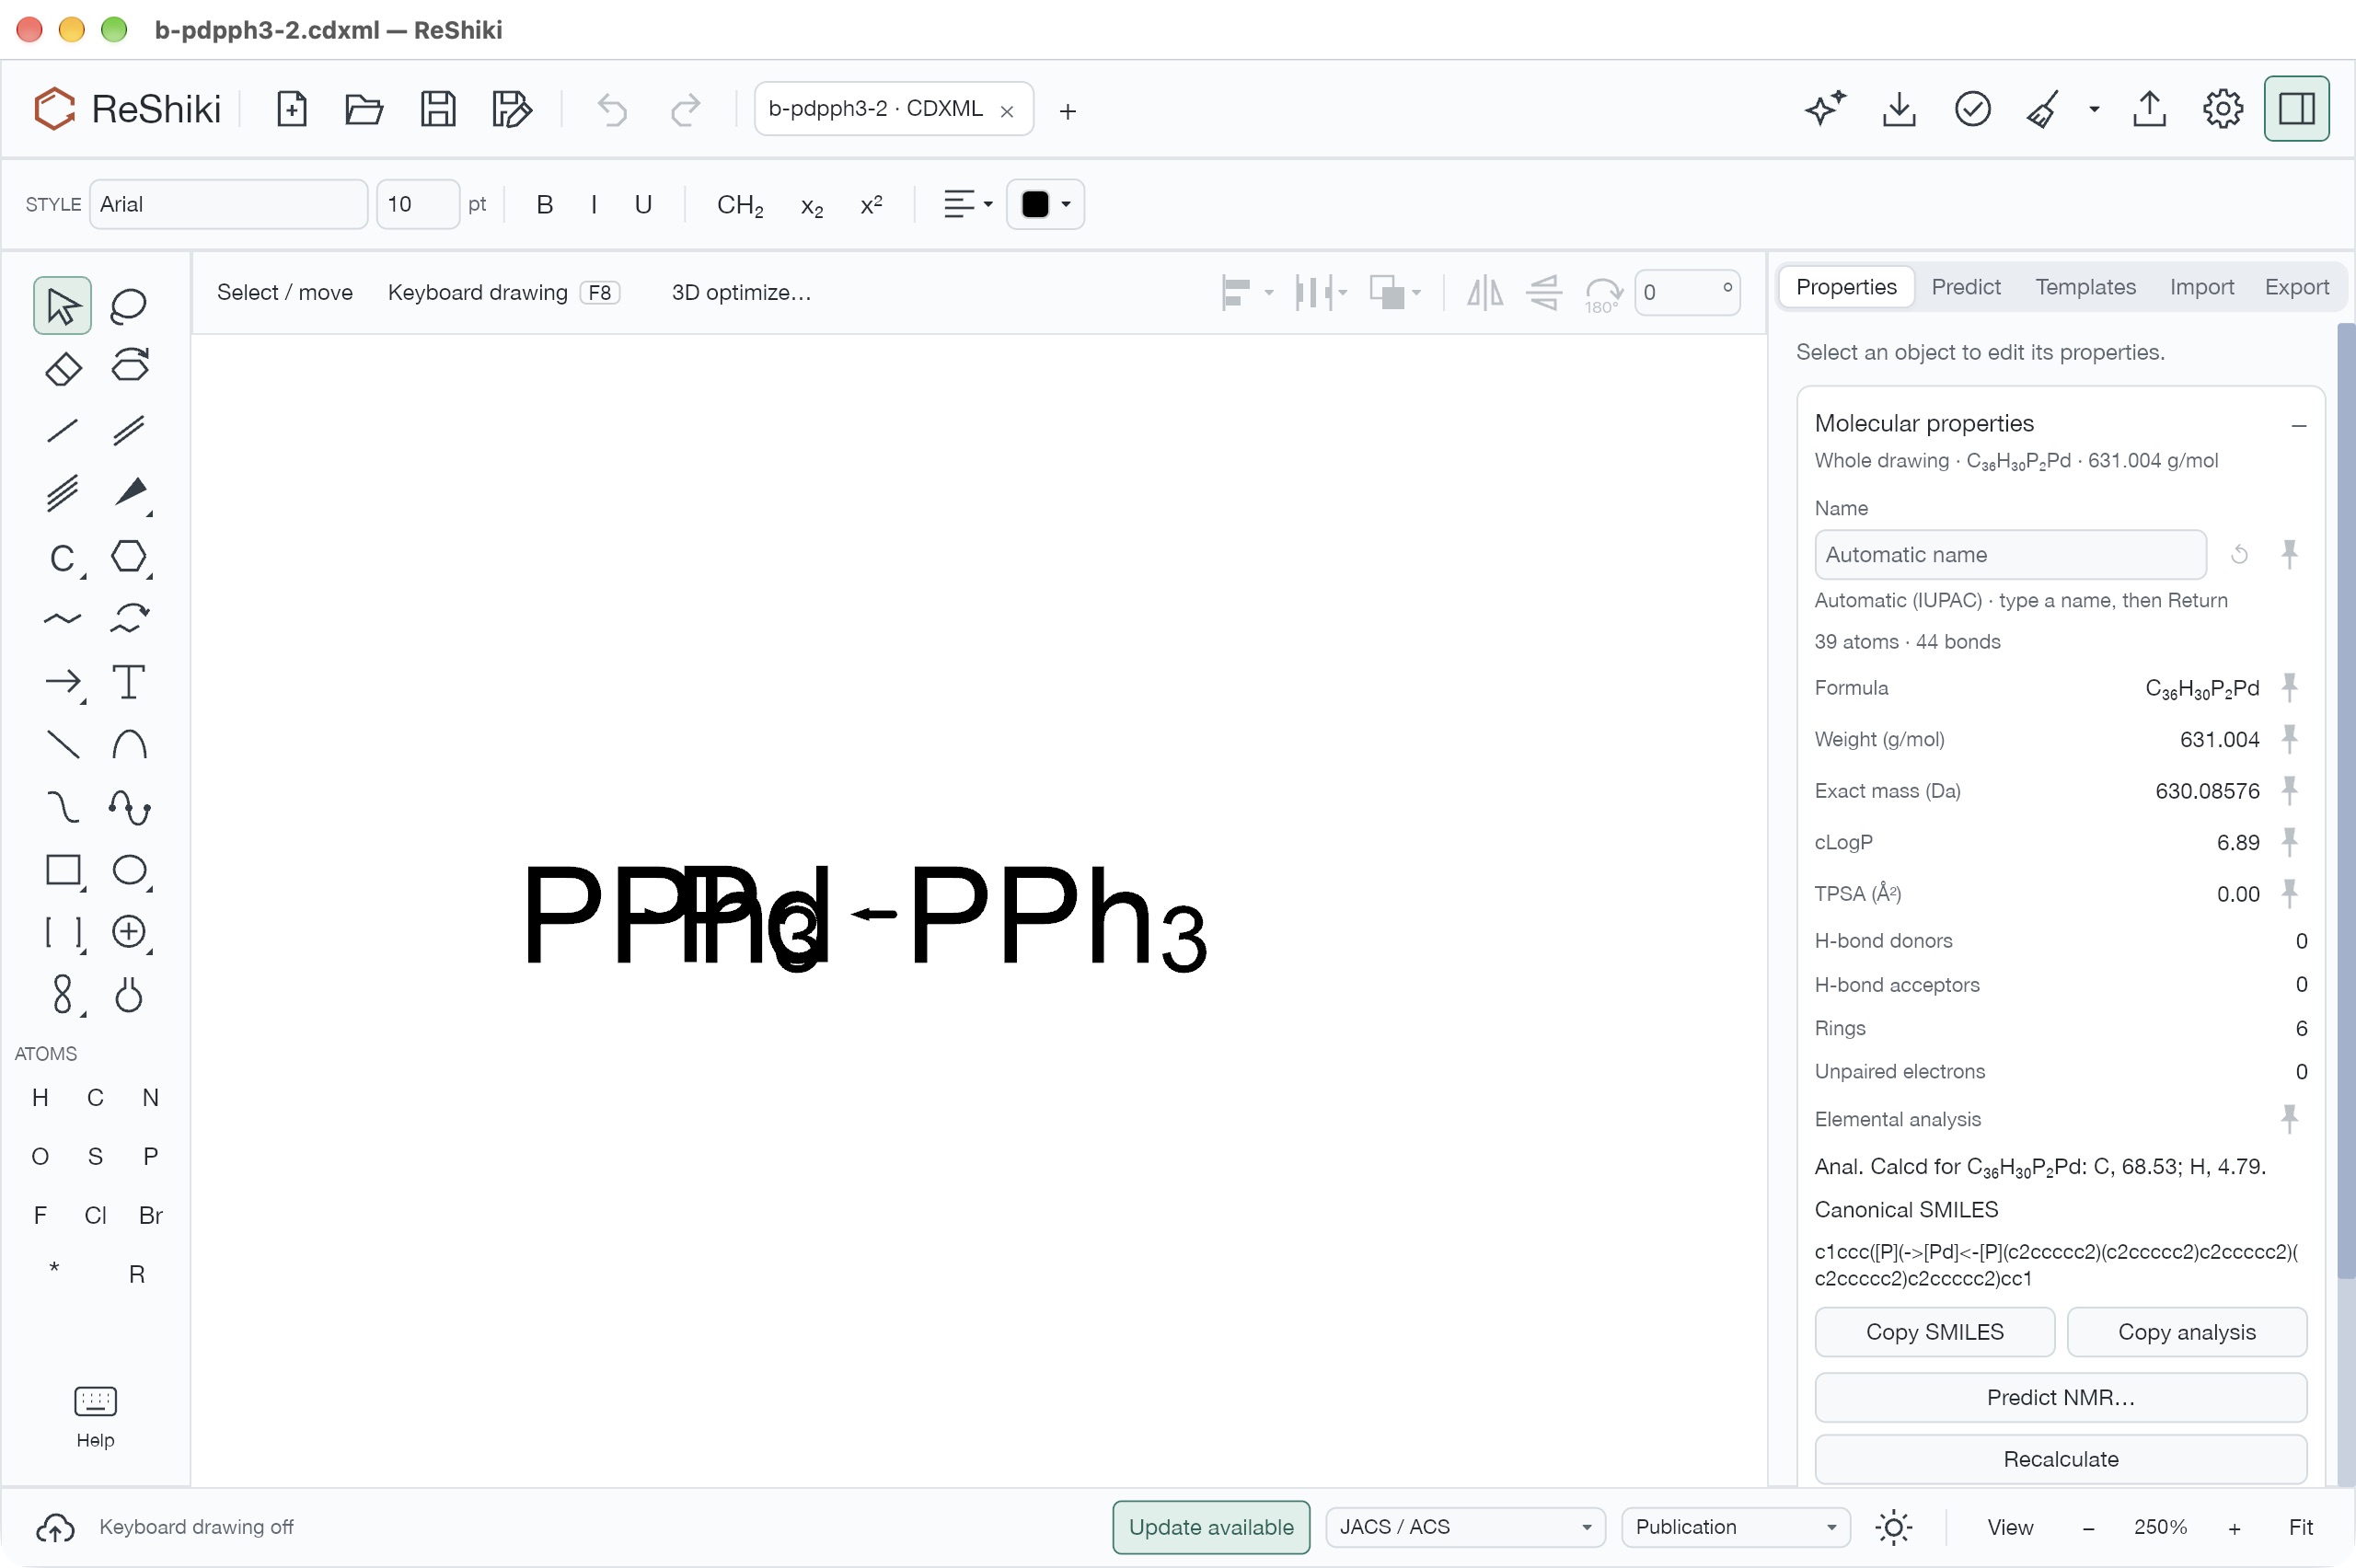 b-pdpph3-2.cdxml — ReShiki
ReShiki
b-pdpph3-2 · CDXML × +
STYLE Arial 10 pt B I U CH₂ x₂ x²
Select / move Keyboard drawing F8 3D optimize...
180° 0 °
Properties Predict Templates Import Export
C
T
ATOMS
H C N
O S P
F Cl Br
* R
Help
PPh₃ Pd PPh₃
Select an object to edit its properties.
Molecular properties –
Whole drawing · C₃₆H₃₀P₂Pd · 631.004 g/mol
Name
Automatic name
Automatic (IUPAC) · type a name, then Return
39 atoms · 44 bonds
Formula C₃₆H₃₀P₂Pd
Weight (g/mol) 631.004
Exact mass (Da) 630.08576
cLogP 6.89
TPSA (Å²) 0.00
H-bond donors 0
H-bond acceptors 0
Rings 6
Unpaired electrons 0
Elemental analysis
Anal. Calcd for C₃₆H₃₀P₂Pd: C, 68.53; H, 4.79.
Canonical SMILES
c1ccc([P](->[Pd]<-[P](c2ccccc2)(c2ccccc2)c2ccccc2)(
c2ccccc2)c2ccccc2)cc1
Copy SMILES Copy analysis
Predict NMR...
Recalculate
Keyboard drawing off
Update available JACS / ACS Publication View – 250% + Fit